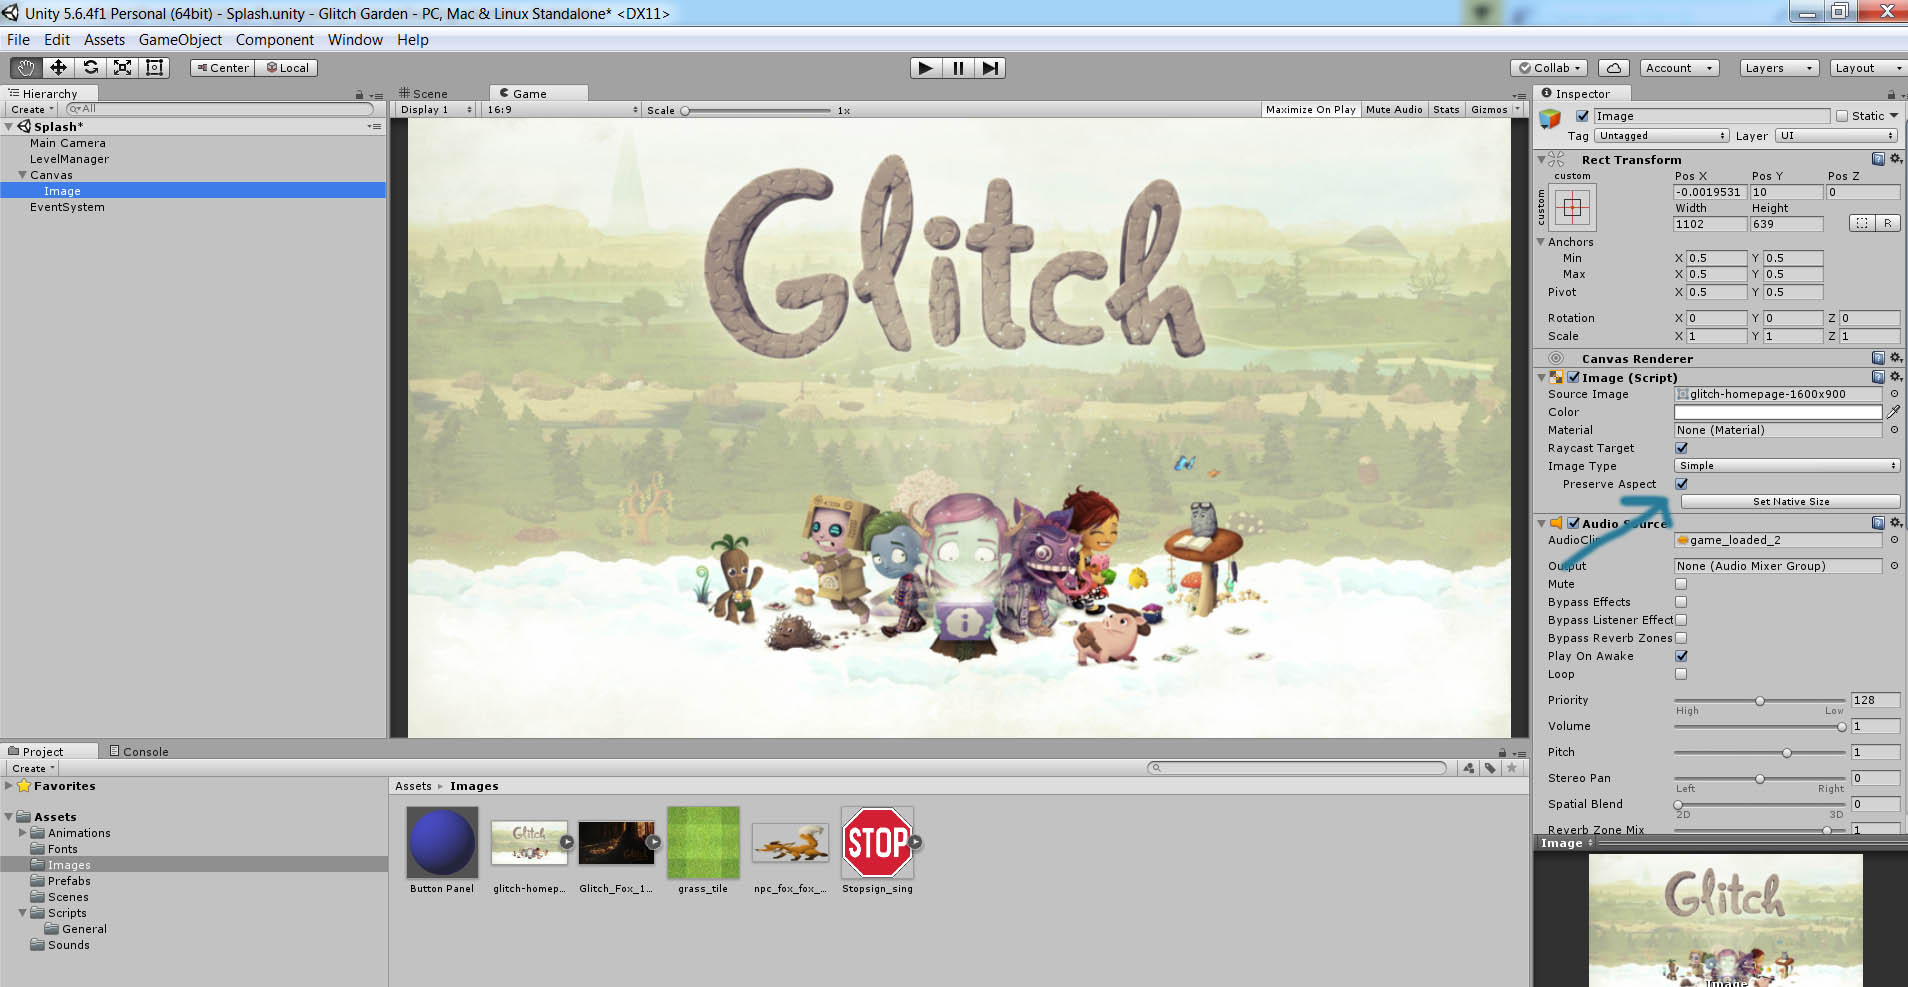 Unity 5.6.4f1 Personal (64bit) - Splash.unity - Glitch Garden - PC, Mac & Linux Standalone* <DX11>
File Edit Assets GameObject Component Window Help
Center Local Collab Account Layers Layout
Hierarchy
Create All
Splash*
Main Camera
LevelManager
Canvas
Image
EventSystem
Scene Game
Display 1 16:9 Scale 1x Maximize On Play Mute Audio Stats Gizmos
Glitch
Inspector
Image Static
Tag Untagged Layer UI
Rect Transform
custom Pos X Pos Y Pos Z
custom
-0.0019531 10 0
Width Height
1102 639 R
Anchors
Min X 0.5 Y 0.5
Max X 0.5 Y 0.5
Pivot X 0.5 Y 0.5
Rotation X 0 Y 0 Z 0
Scale X 1 Y 1 Z 1
Canvas Renderer
Image (Script)
Source Image glitch-homepage-1600x900
Color
Material None (Material)
Raycast Target
Image Type Simple
Preserve Aspect
Set Native Size
Audio Source
AudioClip game_loaded_2
Output None (Audio Mixer Group)
Mute
Bypass Effects
Bypass Listener Effect
Bypass Reverb Zones
Play On Awake
Loop
Priority 128
High Low
Volume 1
Pitch 1
Stereo Pan 0
Left Right
Spatial Blend 0
2D 3D
Reverb Zone Mix 1
Image
Glitch
Image
Project Console
Create
Favorites
Assets
Animations
Fonts
Images
Prefabs
Scenes
Scripts
General
Sounds
Assets Images
Glitch
STOP
Button Panel glitch-homep... Glitch_Fox_1... grass_tile npc_fox_fox_... Stopsign_sing